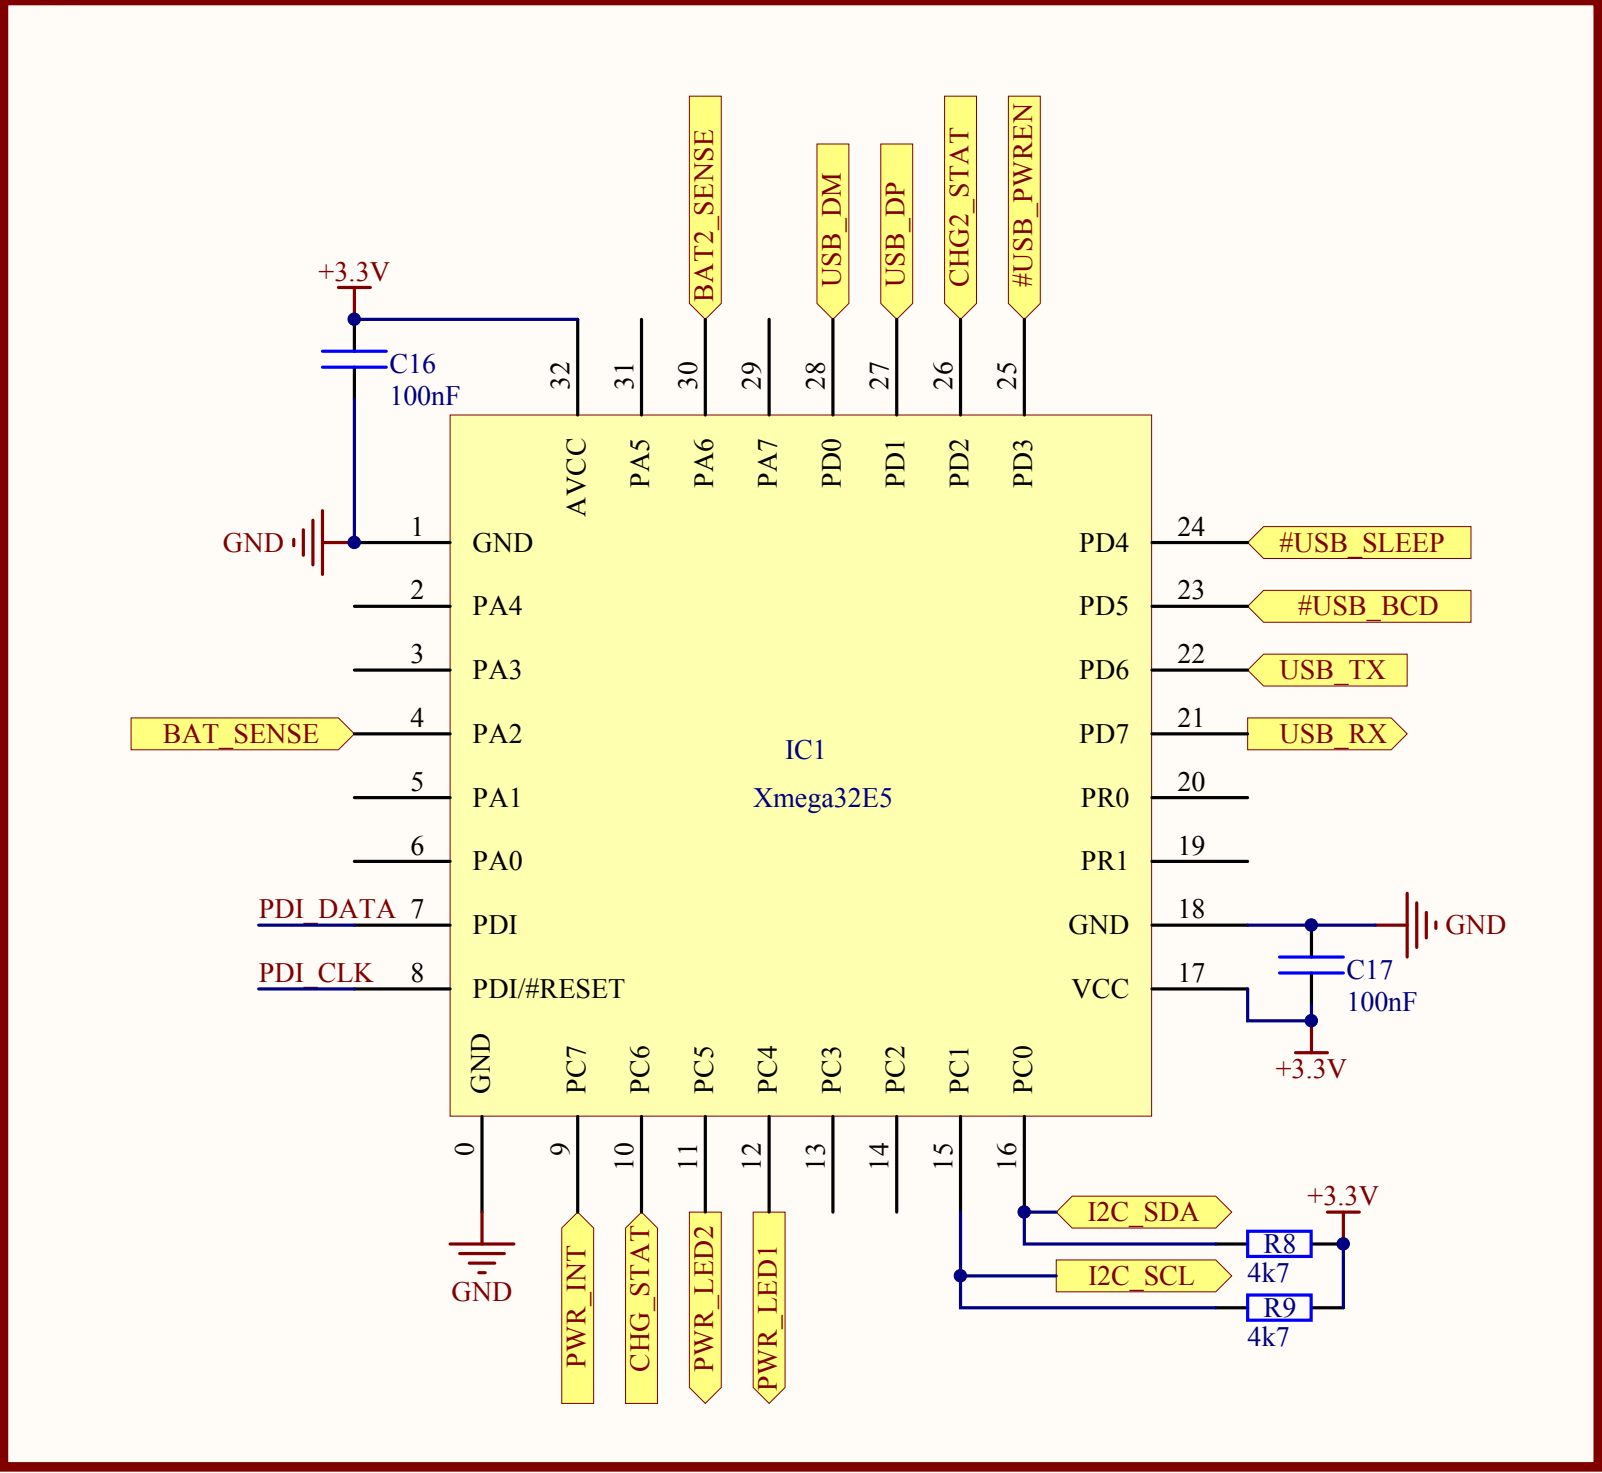 BAT2_SENSE
USB_DM
USB_DP
CHG2_STAT
#USB_PWREN
+3.3V
C16
100nF
32
31
30
29
28
27
26
25
AVCC
PA5
PA6
PA7
PD0
PD1
PD2
PD3
GND
1
GND
2
PA4
3
PA3
BAT_SENSE
4
PA2
5
PA1
6
PA0
PDI_DATA
7
PDI
PDI_CLK
8
PDI/#RESET
IC1
Xmega32E5
PD4
24
#USB_SLEEP
PD5
23
#USB_BCD
PD6
22
USB_TX
PD7
21
USB_RX
PR0
20
PR1
19
GND
18
GND
VCC
17
C17
100nF
+3.3V
GND
PC7
PC6
PC5
PC4
PC3
PC2
PC1
PC0
0
9
10
11
12
13
14
15
16
GND
PWR_INT
CHG_STAT
PWR_LED2
PWR_LED1
I2C_SDA
+3.3V
R8
4k7
I2C_SCL
R9
4k7